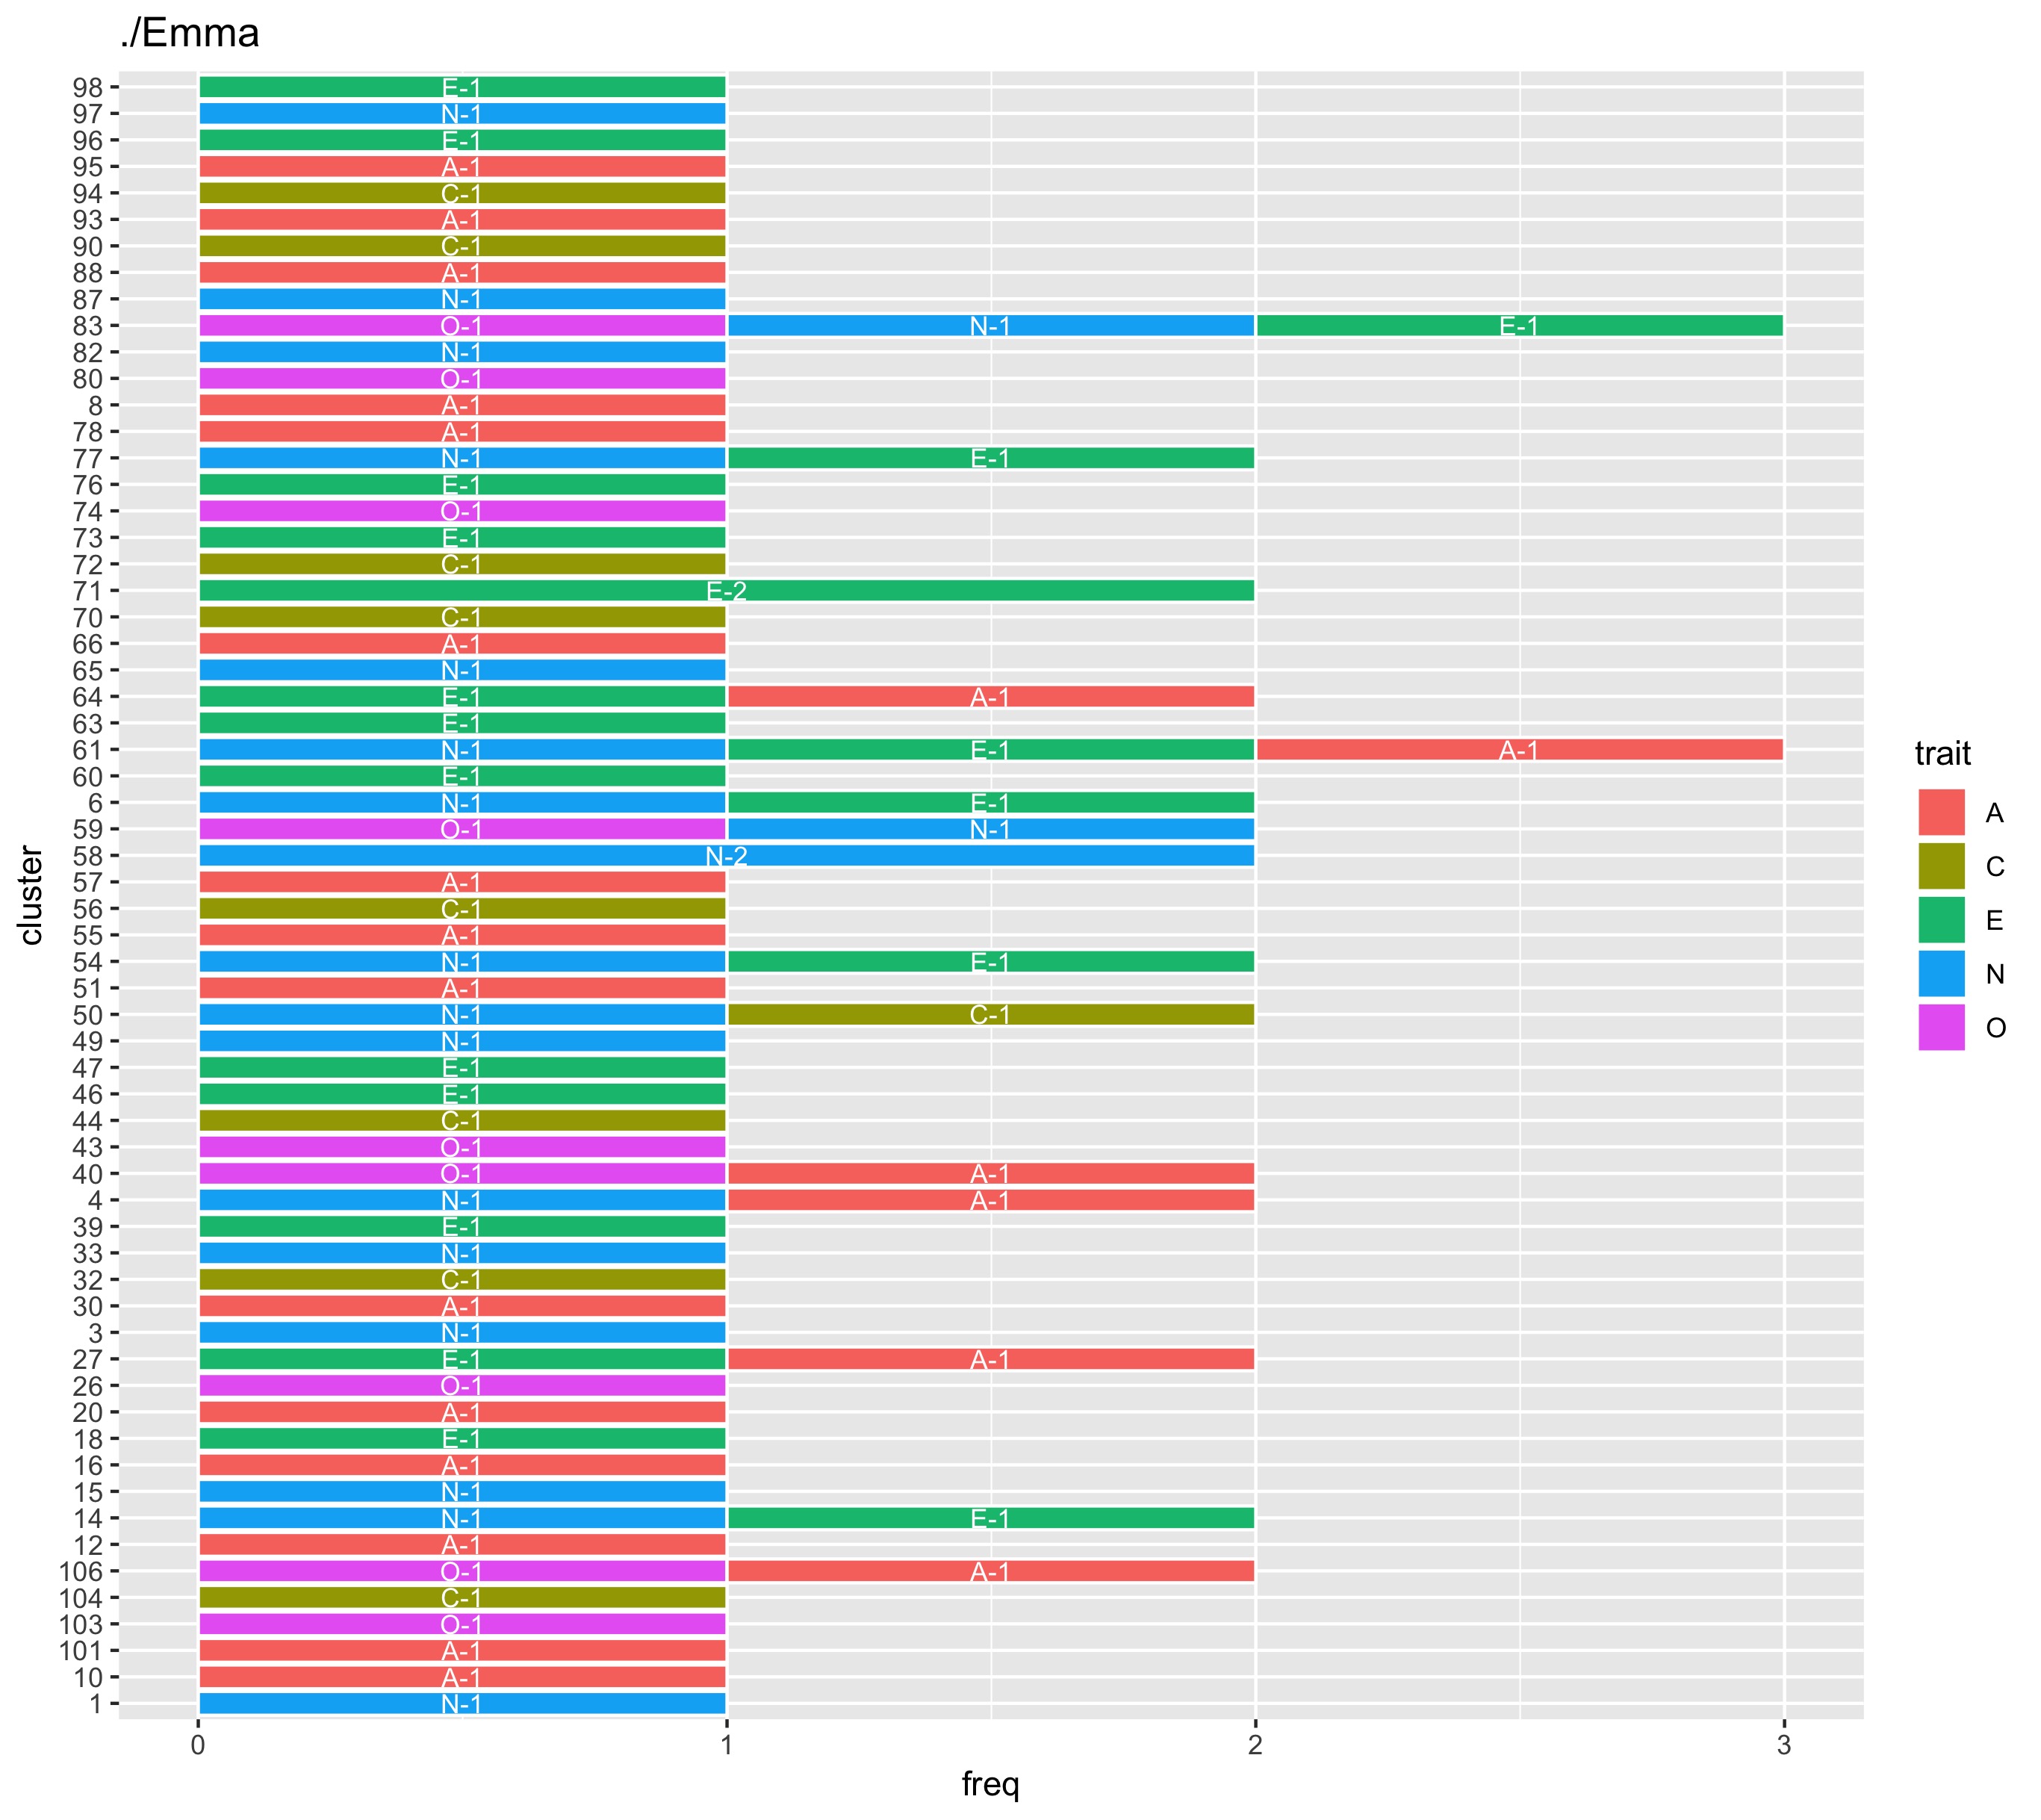 ./Emma
98 E-1
97 N-1
96 E-1
95 A-1
94 C-1
93 A-1
90 C-1
88 A-1
87 N-1
83 O-1 N-1 E-1
82 N-1
80 O-1
8 A-1
78 A-1
77 N-1 E-1
76 E-1
74 O-1
73 E-1
72 C-1
71 E-2
70 C-1
66 A-1
65 N-1
64 E-1 A-1
63 E-1
61 N-1 E-1 A-1
60 E-1
6 N-1 E-1
59 O-1 N-1
58 N-2
57 A-1
56 C-1
55 A-1
54 N-1 E-1
51 A-1
50 N-1 C-1
49 N-1
47 E-1
46 E-1
44 C-1
43 O-1
40 O-1 A-1
4 N-1 A-1
39 E-1
33 N-1
32 C-1
30 A-1
3 N-1
27 E-1 A-1
26 O-1
20 A-1
18 E-1
16 A-1
15 N-1
14 N-1 E-1
12 A-1
106 O-1 A-1
104 C-1
103 O-1
101 A-1
10 A-1
1 N-1
0 1 2 3
freq
cluster
trait
A
C
E
N
O